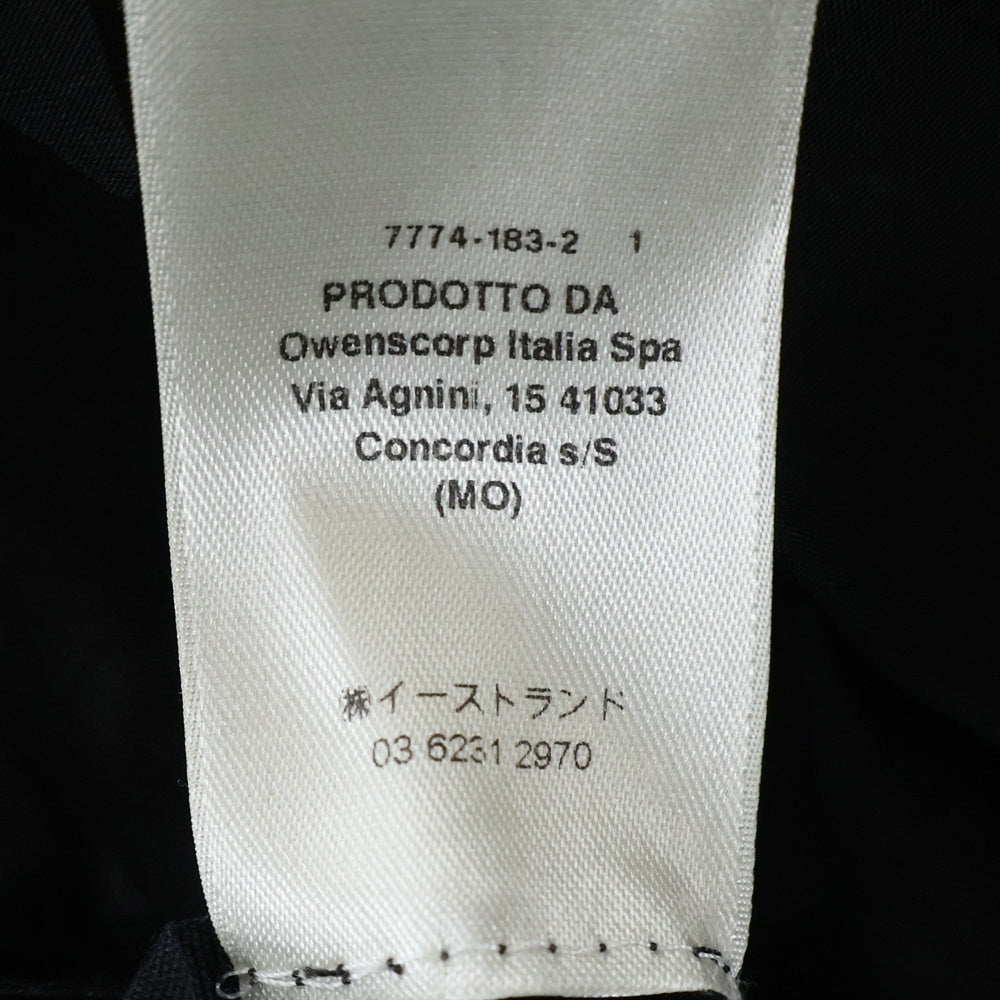 7774-183-2 1
PRODOTTO DA
Owenscorp Italia Spa
Via Agnini, 15 41033
Concordia s/S
(MO)
㈱イーストランド
03 6231 2970